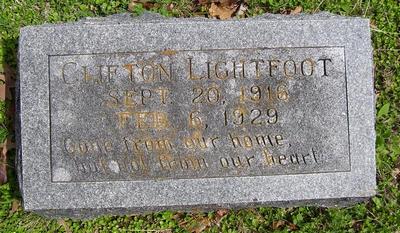 CLIFTON LIGHTFOOT
SEPT. 20, 1916
FEB. 6, 1929
Gone from our home,
but not from our heart.